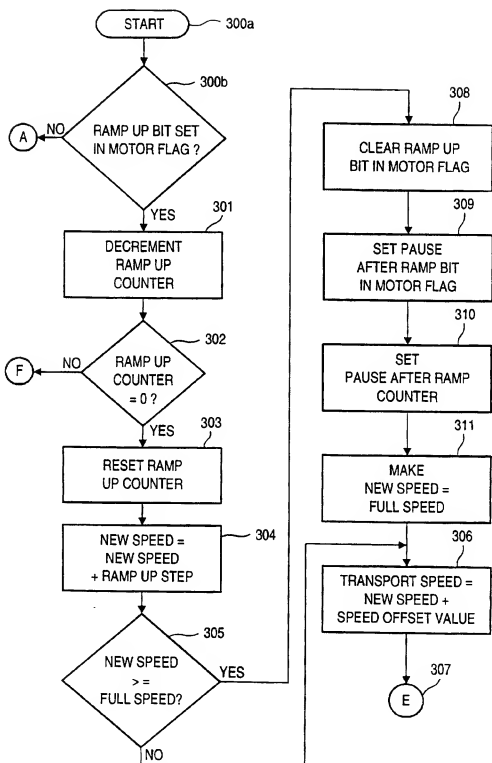 START
300a
300b
A
NO
RAMP UP BIT SET
IN MOTOR FLAG ?
YES
301
DECREMENT
RAMP UP
COUNTER
302
F
NO
RAMP UP
COUNTER
= 0 ?
YES
303
RESET RAMP
UP COUNTER
304
NEW SPEED =
NEW SPEED
+ RAMP UP STEP
305
NEW SPEED
>=
FULL SPEED?
YES
NO
308
CLEAR RAMP UP
BIT IN MOTOR FLAG
309
SET PAUSE
AFTER RAMP BIT
IN MOTOR FLAG
310
SET
PAUSE AFTER RAMP
COUNTER
311
MAKE
NEW SPEED =
FULL SPEED
306
TRANSPORT SPEED =
NEW SPEED +
SPEED OFFSET VALUE
307
E